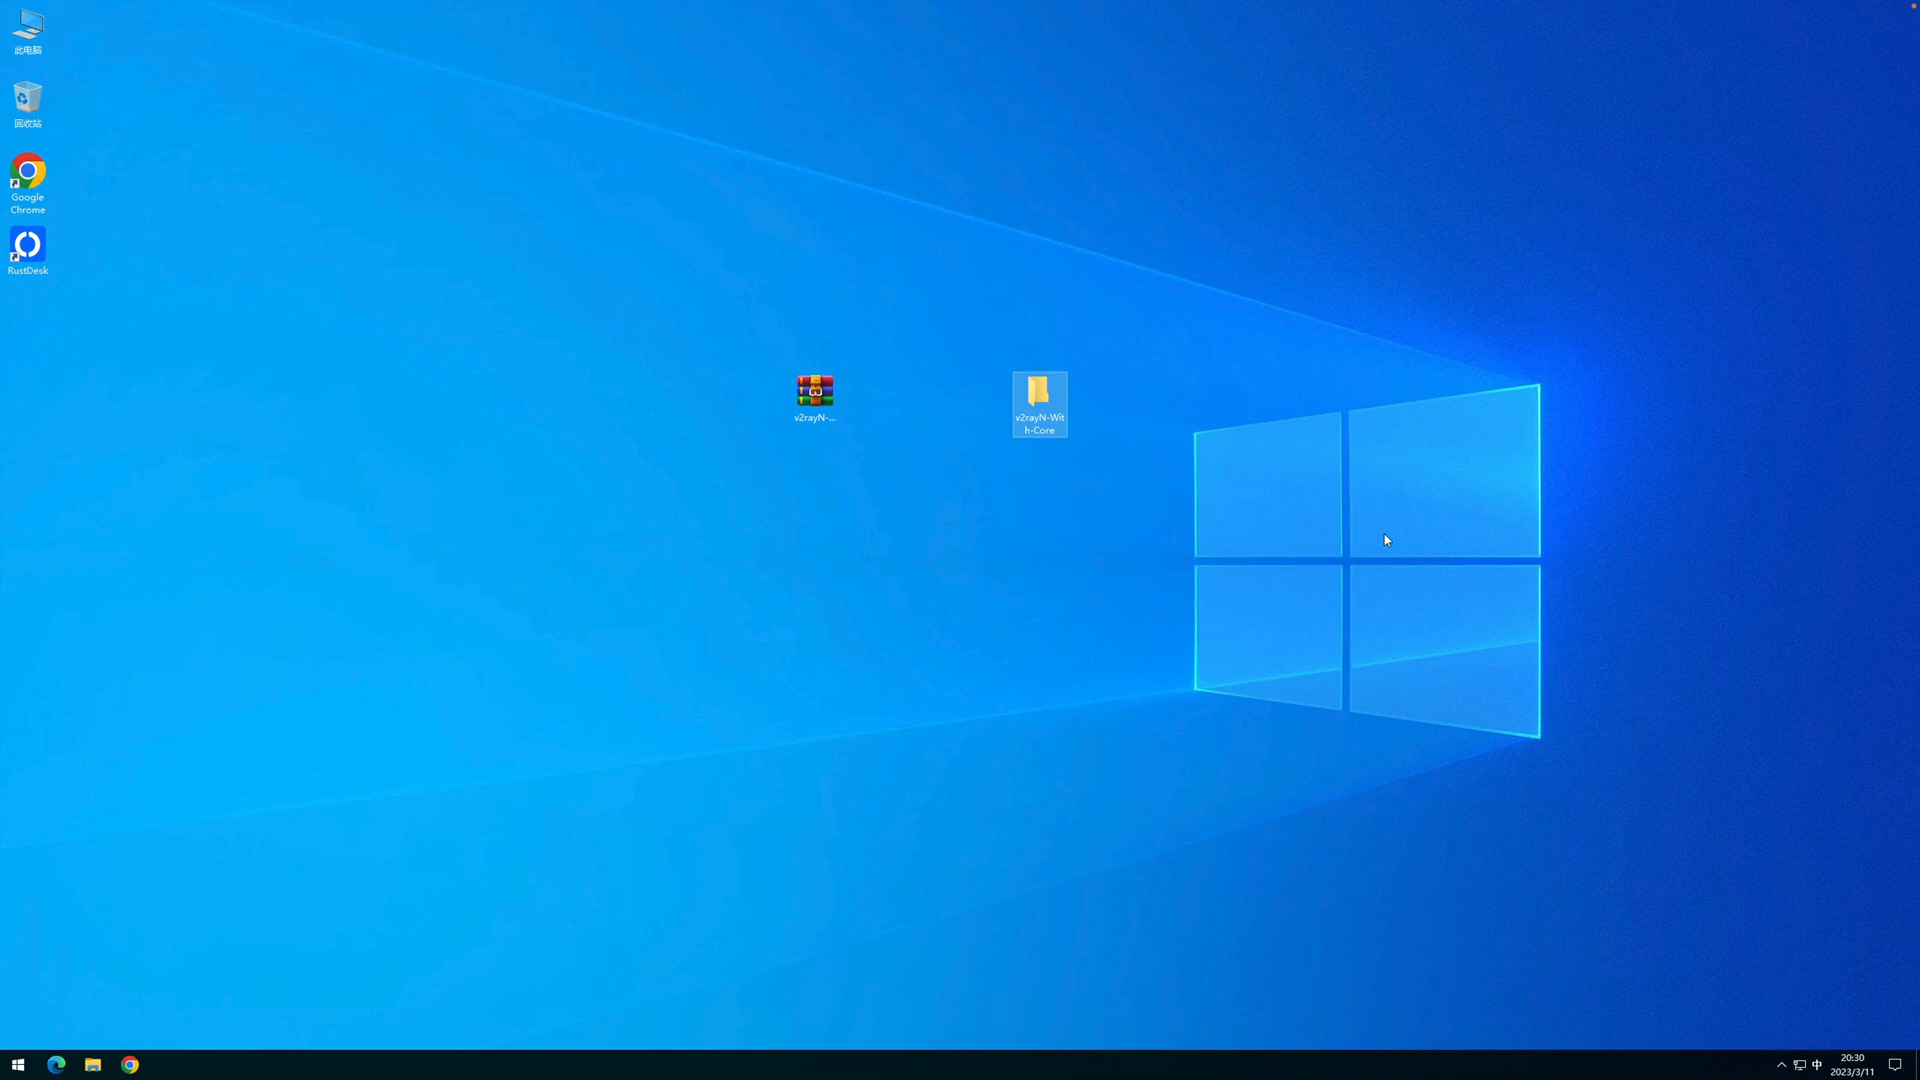 此电脑
回收站
Google
Chrome
RustDesk
v2rayN-...
v2rayN-Wit
h-Core
中
20:30
2023/3/11